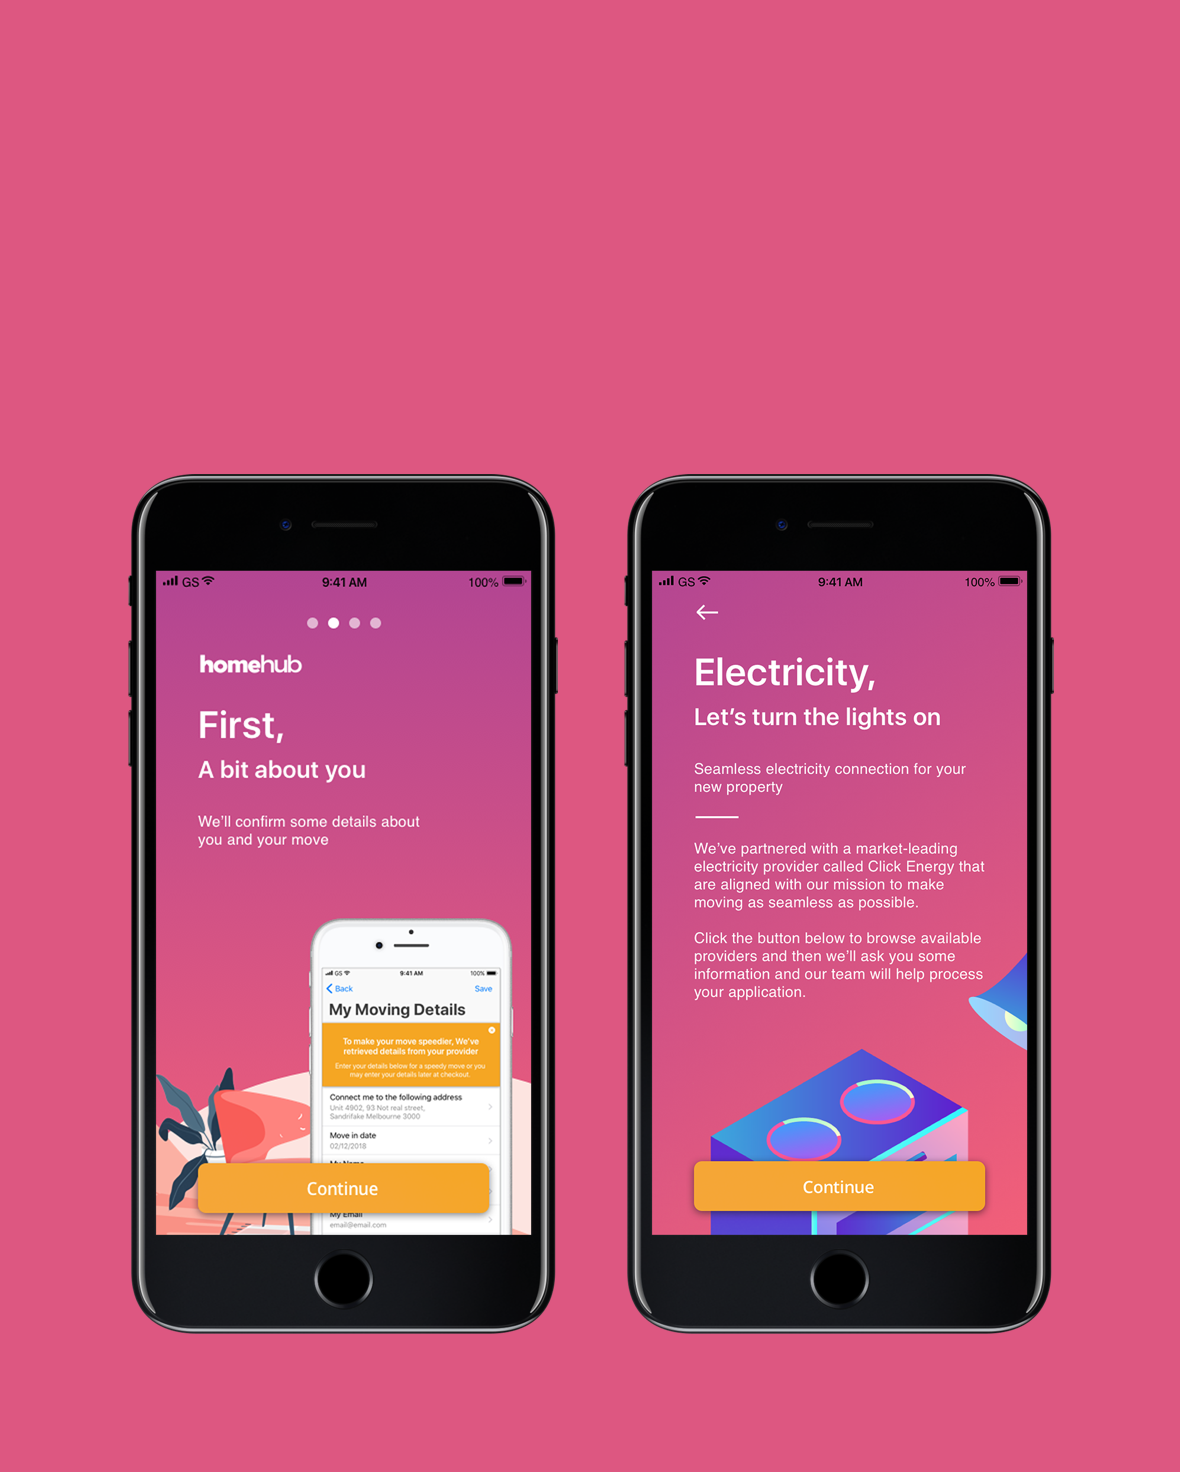 GS 9:41 AM 100%
homehub
First,
A bit about you
We'll confirm some details about
you and your move
GS 9:41 AM 100%
Back Save
My Moving Details
To make your move speedier, We've
retrieved details from your provider
Enter your details below for a speedy move or you
may enter your details later at checkout.
Connect me to the following address
Unit 4902, 93 Not real street,
Sandrifake Melbourne 3000
Move in date
02/12/2018
Continue
My Email
email@email.com
GS 9:41 AM 100%
Electricity,
Let's turn the lights on
Seamless electricity connection for your
new property
We've partnered with a market-leading
electricity provider called Click Energy that
are aligned with our mission to make
moving as seamless as possible.
Click the button below to browse available
providers and then we'll ask you some
information and our team will help process
your application.
Continue